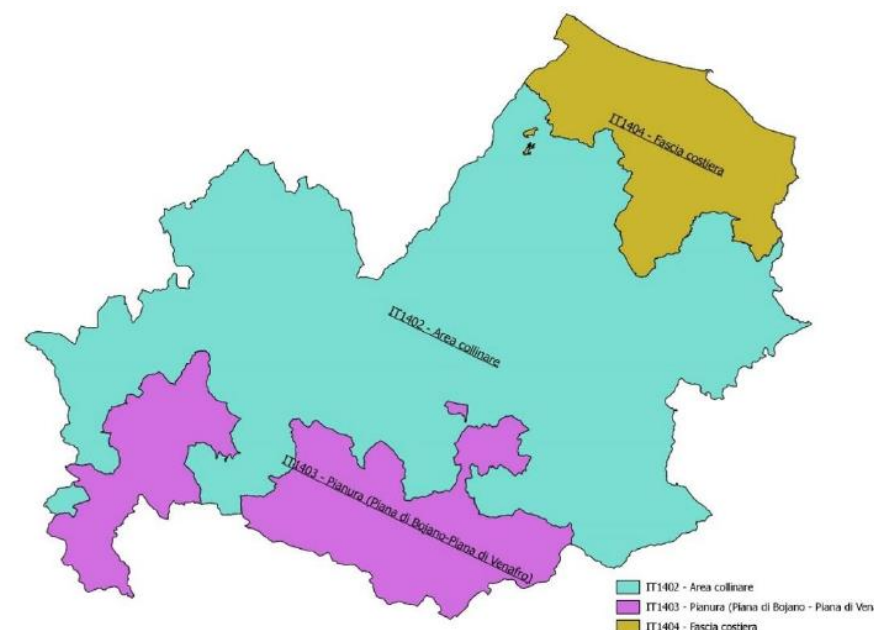 IT1404 - Fascia costiera
IT1402 - Area collinare
IT1403 - Pianura (Piana di Bojano-Piana di Venafro)
IT1402 - Area collinare
IT1403 - Pianura (Piana di Bojano - Piana di Vena
IT1404 - Fascia costiera